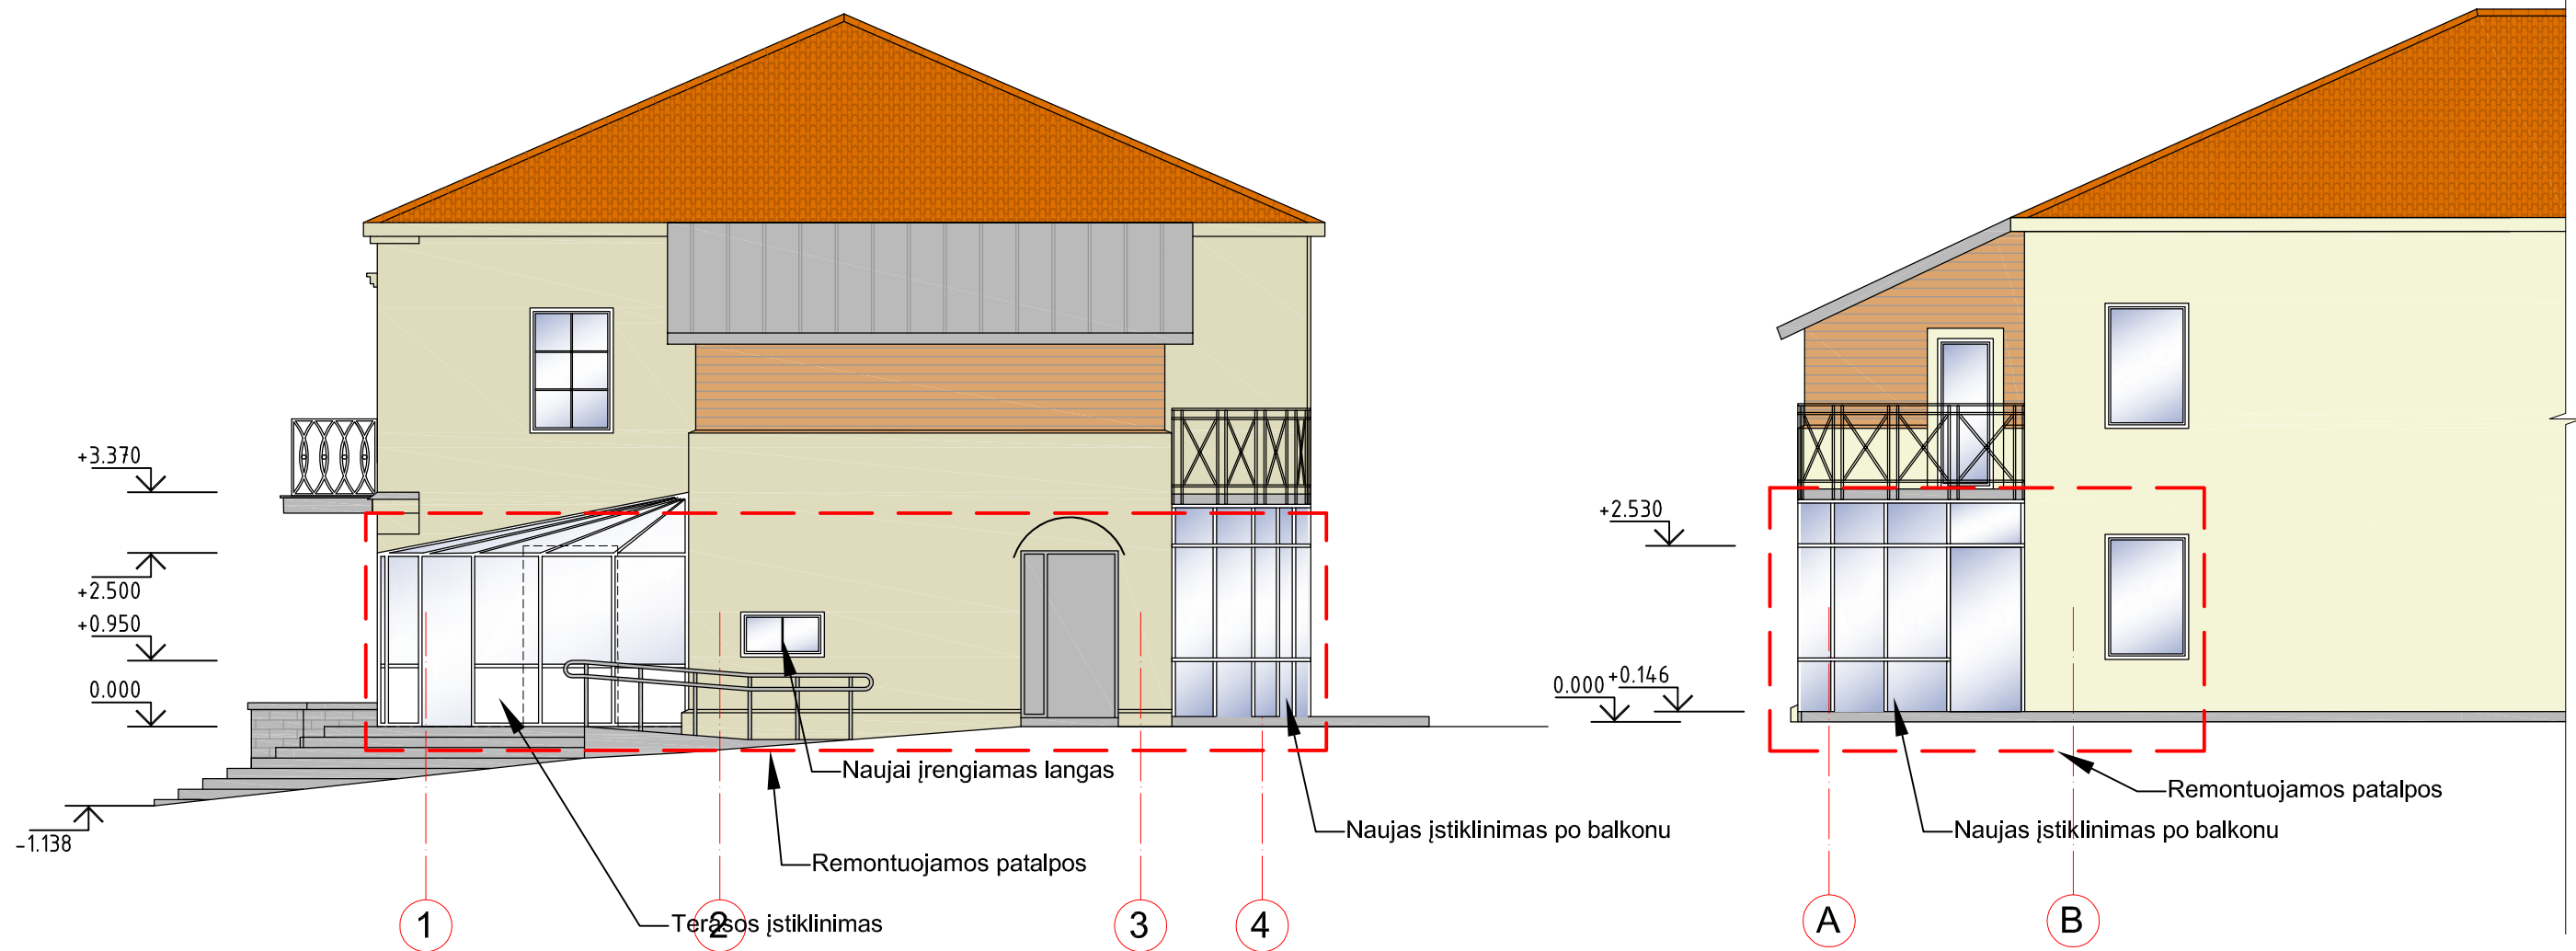 +3.370
+2.500
+0.950
0.000
-1.138
Naujai įrengiamas langas
Remontuojamos patalpos
Terasos įstiklinimas
Naujas įstiklinimas po balkonu
1
2
3
4
+2.530
0.000
+0.146
Remontuojamos patalpos
Naujas įstiklinimas po balkonu
A
B